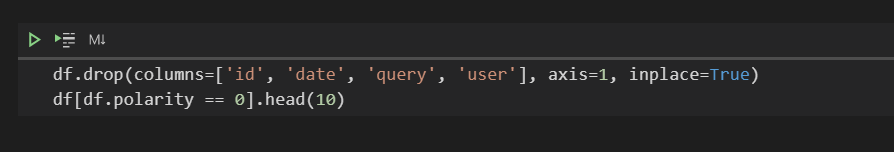 M↓
df.drop(columns=['id', 'date', 'query', 'user'], axis=1, inplace=True)
df[df.polarity == 0].head(10)